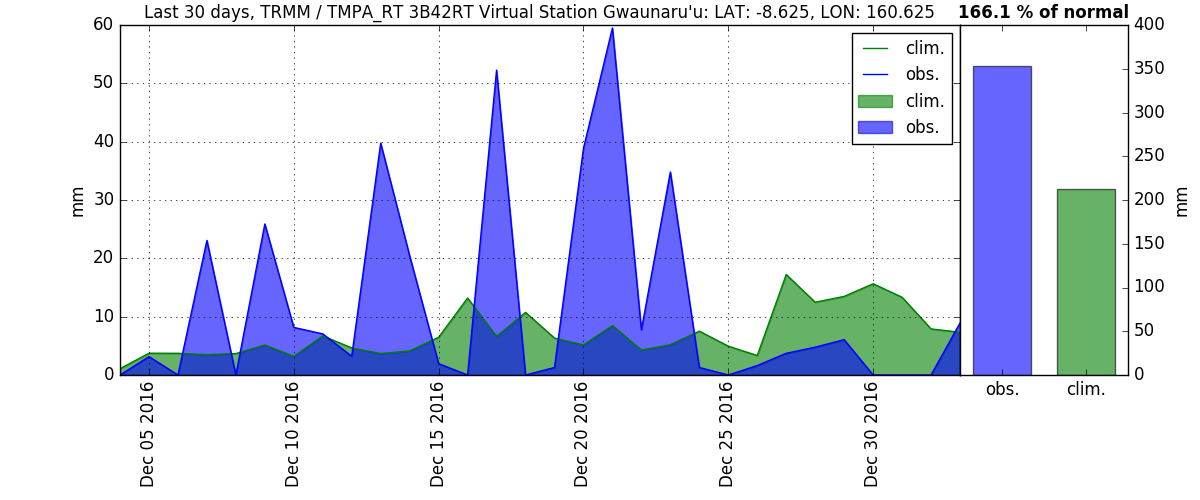 Last 30 days, TRMM / TMPA_RT 3B42RT Virtual Station Gwaunaru'u: LAT: -8.625, LON: 160.625
166.1 % of normal
60
50
40
30
20
10
0
mm
clim.
obs.
clim.
obs.
Dec 05 2016
Dec 10 2016
Dec 15 2016
Dec 20 2016
Dec 25 2016
Dec 30 2016
400
350
300
250
200
150
100
50
0
mm
obs.
clim.